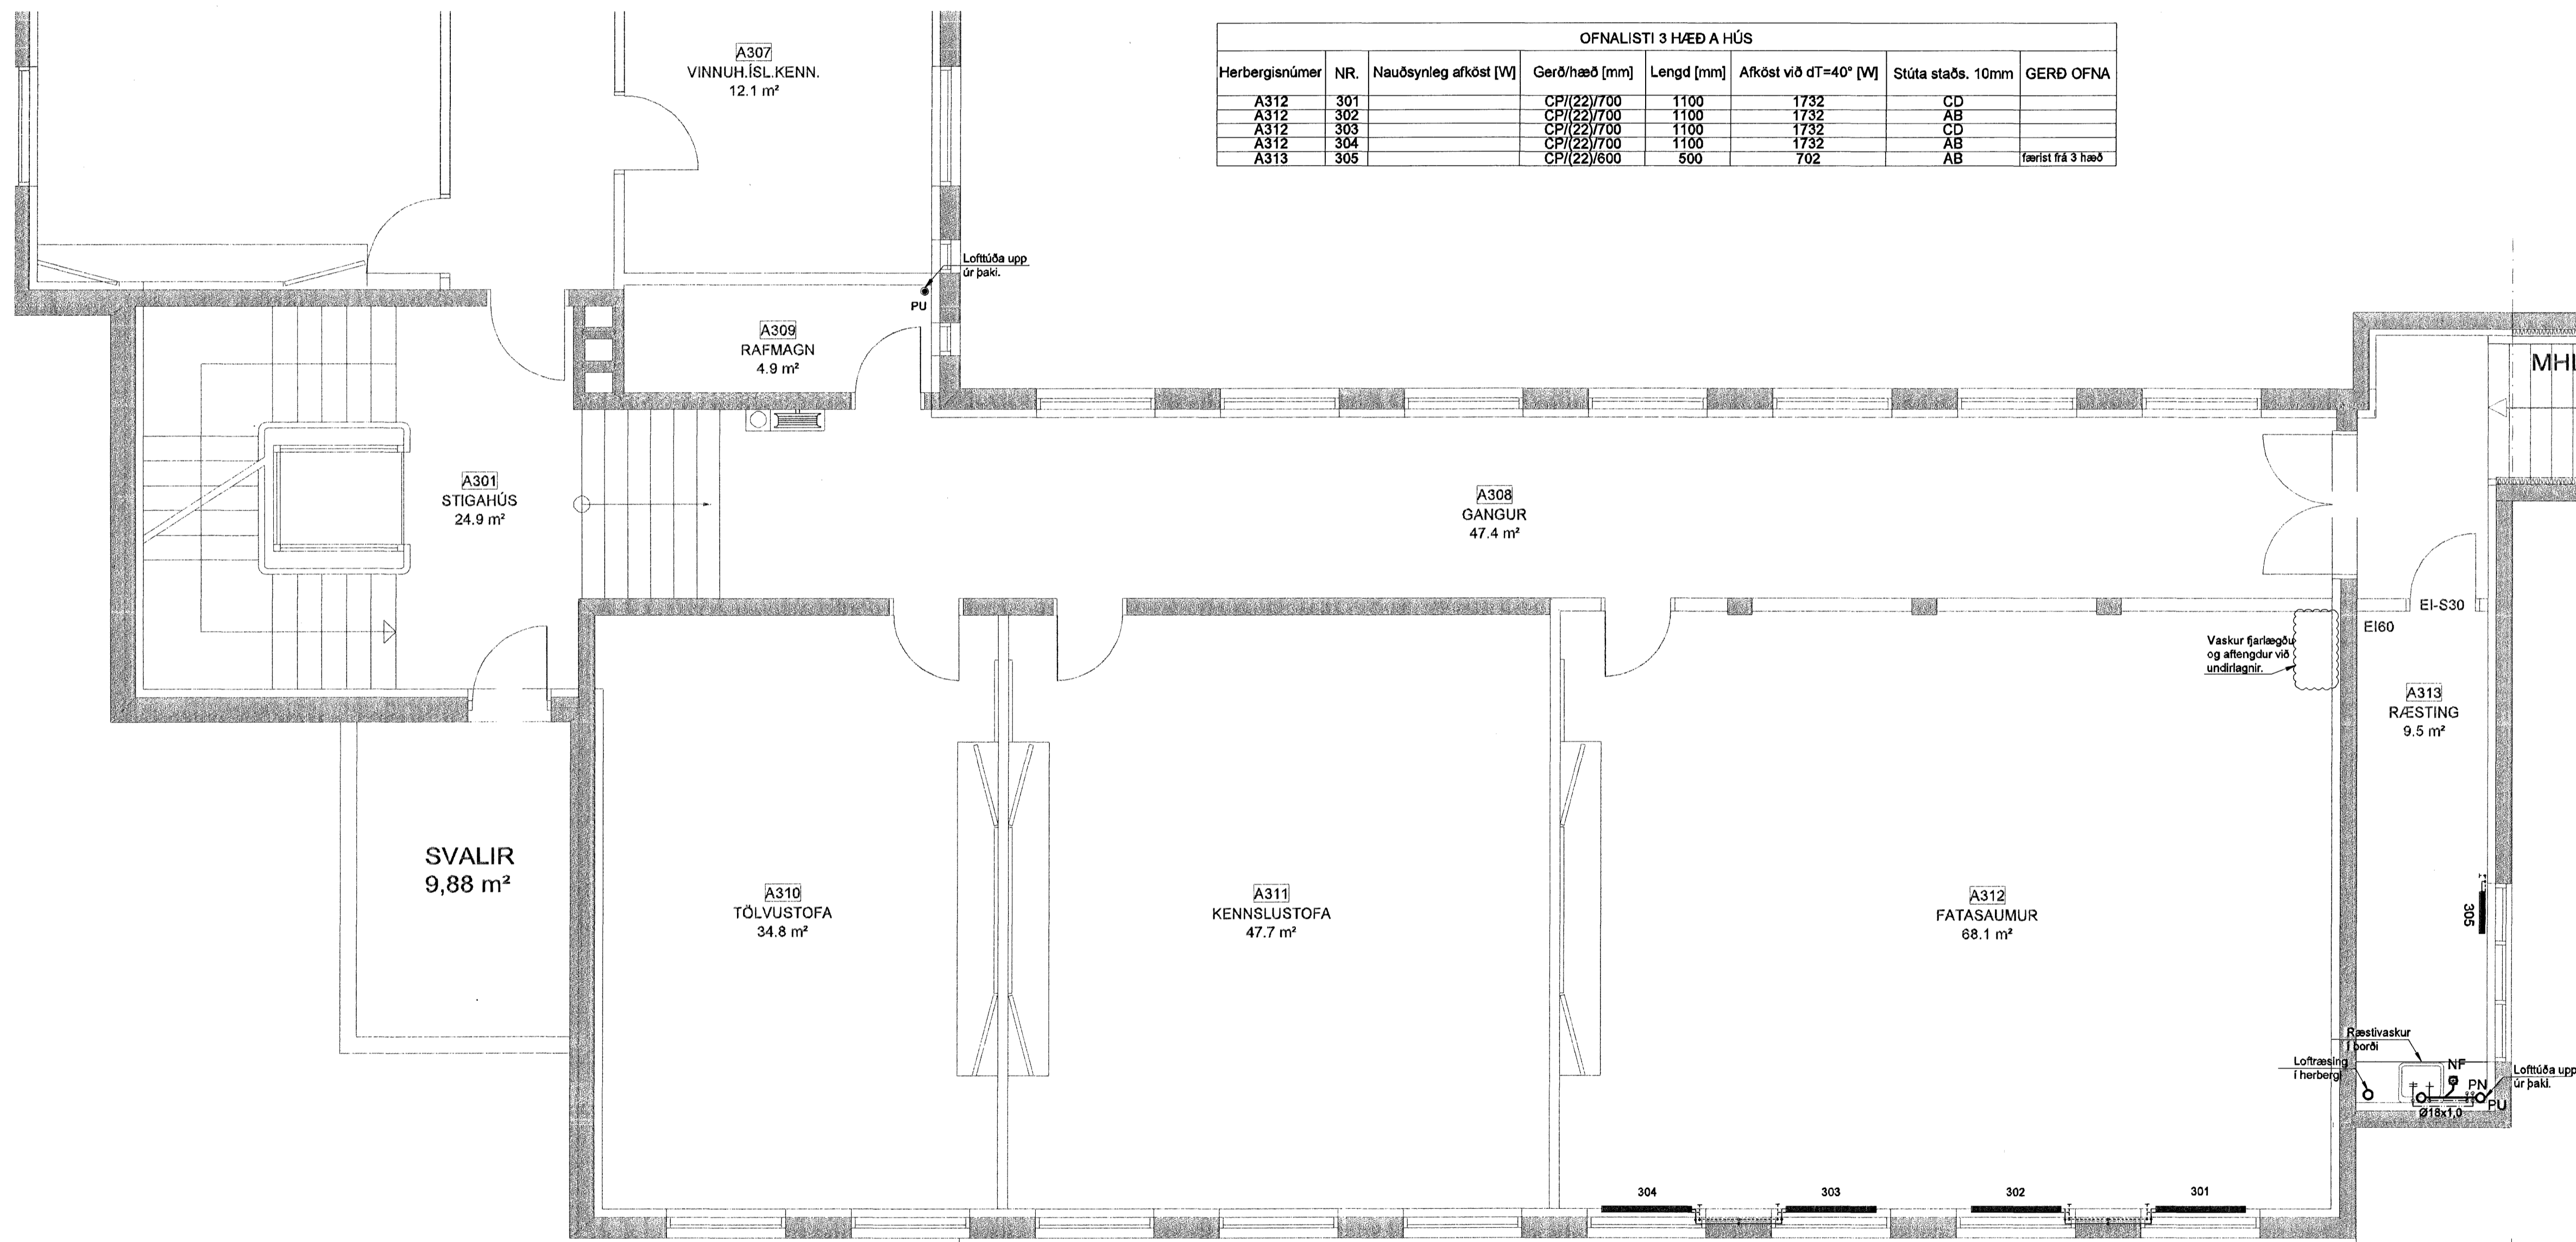 OFNALISTI 3 HÆÐ A HÚS
Herbergisnúmer NR. Nauðsynleg afköst [W] Gerð/hæð [mm] Lengd [mm] Afköst við dT=40° [W] Stúta staðs. 10mm GERÐ OFNA
A312 301 CP/(22)/700 1100 1732 CD
A312 302 CP/(22)/700 1100 1732 AB
A312 303 CP/(22)/700 1100 1732 CD
A312 304 CP/(22)/700 1100 1732 AB
A313 305 CP/(22)/600 500 702 AB færist frá 3 hæð
A307
VINNUH.ÍSL.KENN.
12.1 m²
Lofttúða upp
úr þaki.
PU
A309
RAFMAGN
4.9 m²
MHL
A301
STIGAHÚS
24.9 m²
A308
GANGUR
47.4 m²
EI-S30
EI60
Vaskur fjarlægðu
og aftengdur við
undirlagnir.
A313
RÆSTING
9.5 m²
SVALIR
9,88 m²
A310
TÖLVUSTOFA
34.8 m²
A311
KENNSLUSTOFA
47.7 m²
A312
FATASAUMUR
68.1 m²
305
Ræstivaskur
í borði
Loftræsing
í herbergi
NF
PN
Lofttúða upp
úr þaki.
PU
Ø18x1,0
304
303
302
301